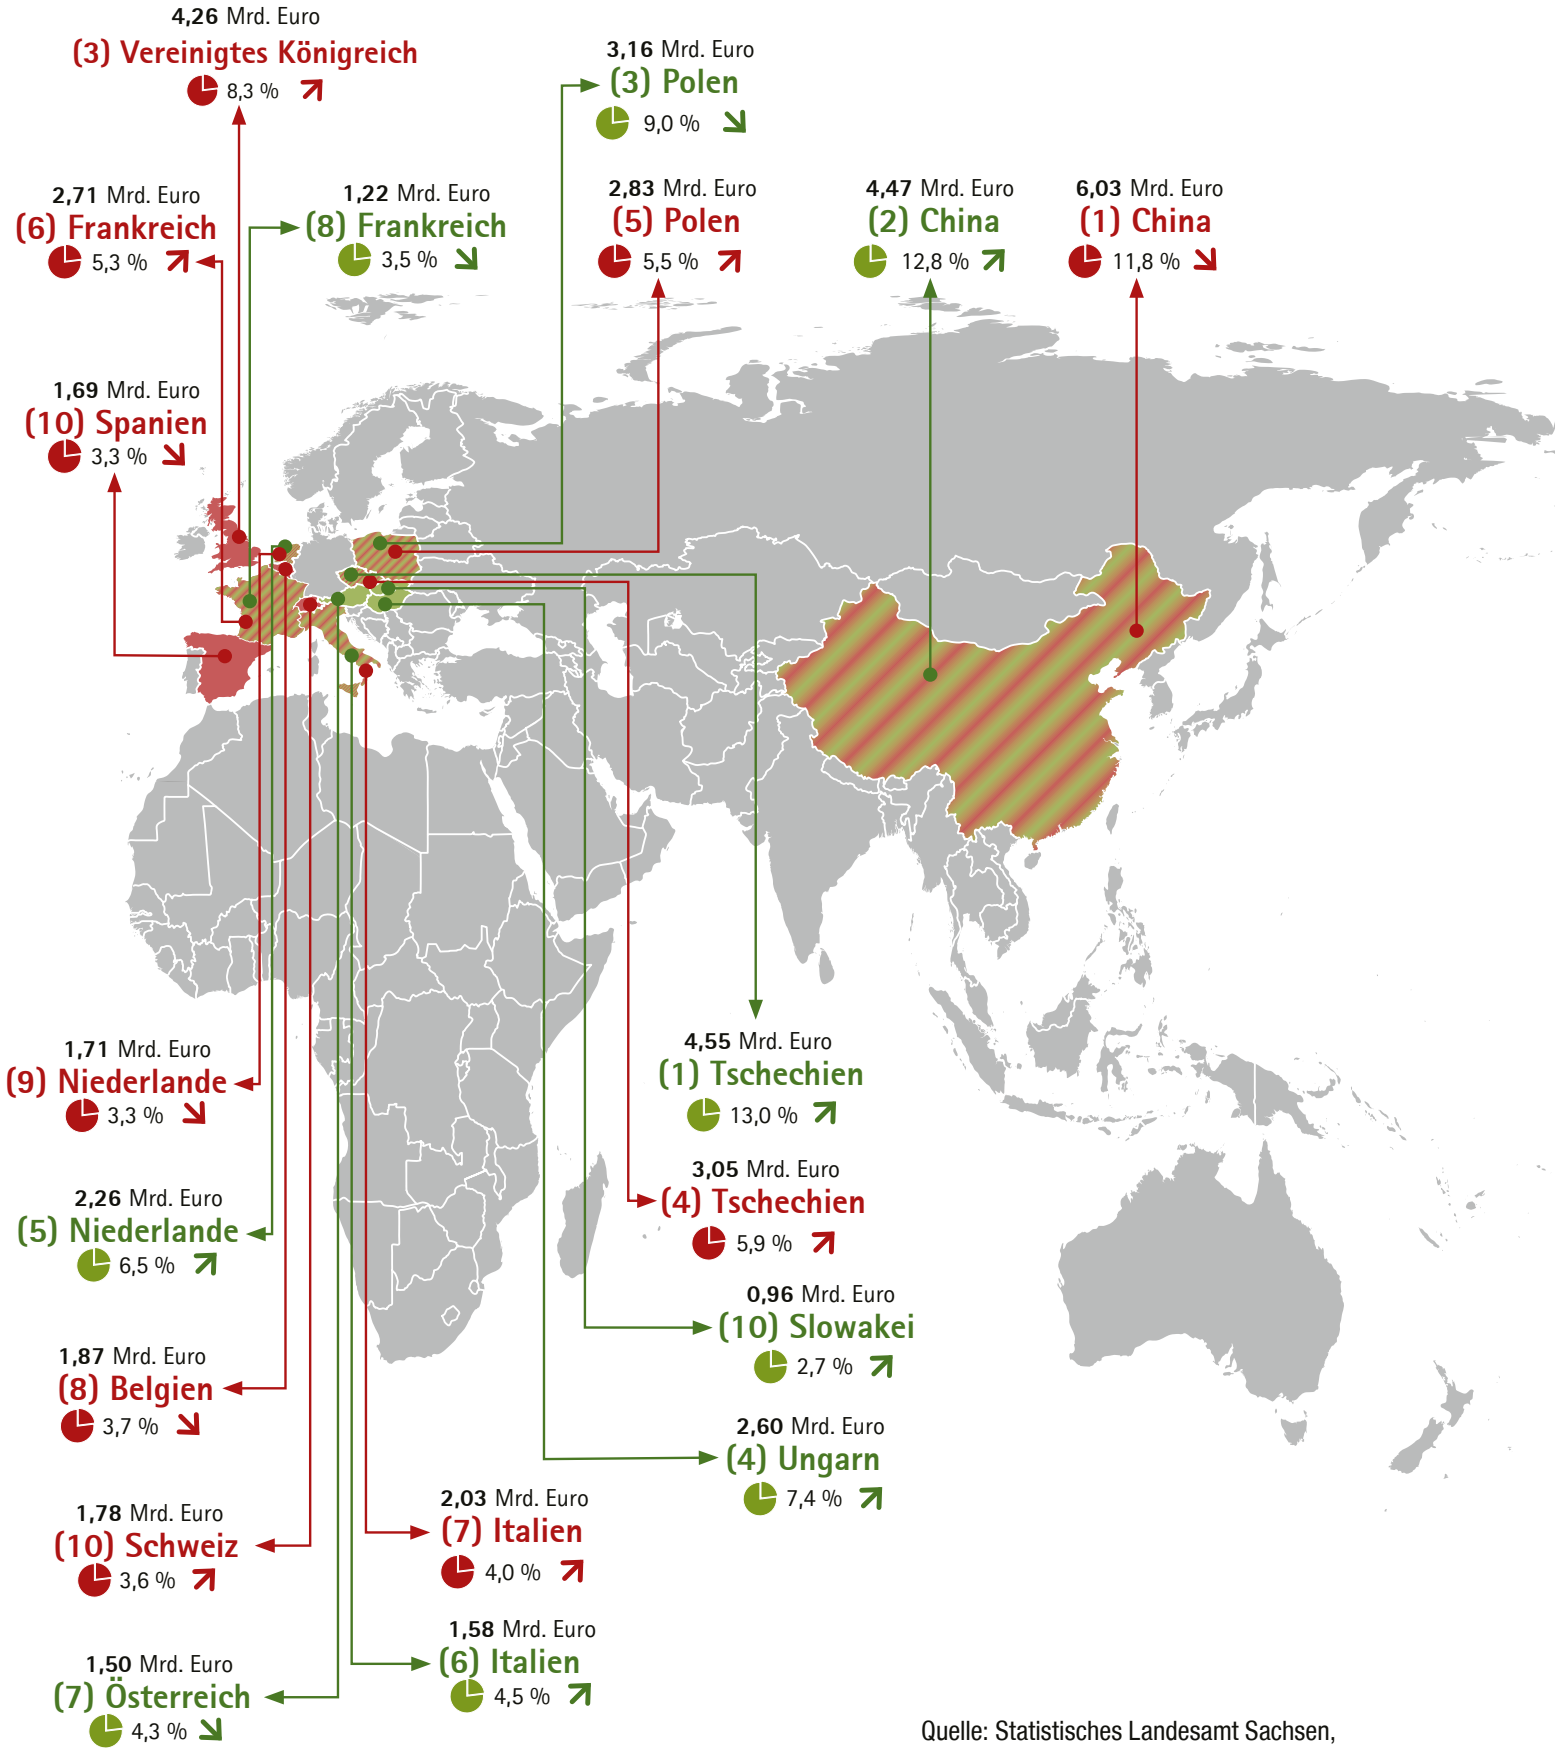 4,26 Mrd. Euro
(3) Vereinigtes Königreich
8,3 %
3,16 Mrd. Euro
(3) Polen
9,0 %
2,71 Mrd. Euro
(6) Frankreich
5,3 %
1,22 Mrd. Euro
(8) Frankreich
3,5 %
2,83 Mrd. Euro
(5) Polen
5,5 %
4,47 Mrd. Euro
(2) China
12,8 %
6,03 Mrd. Euro
(1) China
11,8 %
1,69 Mrd. Euro
(10) Spanien
3,3 %
1,71 Mrd. Euro
(9) Niederlande
3,3 %
4,55 Mrd. Euro
(1) Tschechien
13,0 %
3,05 Mrd. Euro
(4) Tschechien
5,9 %
2,26 Mrd. Euro
(5) Niederlande
6,5 %
0,96 Mrd. Euro
(10) Slowakei
2,7 %
1,87 Mrd. Euro
(8) Belgien
3,7 %
2,60 Mrd. Euro
(4) Ungarn
7,4 %
1,78 Mrd. Euro
(10) Schweiz
3,6 %
2,03 Mrd. Euro
(7) Italien
4,0 %
1,58 Mrd. Euro
(6) Italien
4,5 %
1,50 Mrd. Euro
(7) Österreich
4,3 %
Quelle: Statistisches Landesamt Sachsen,